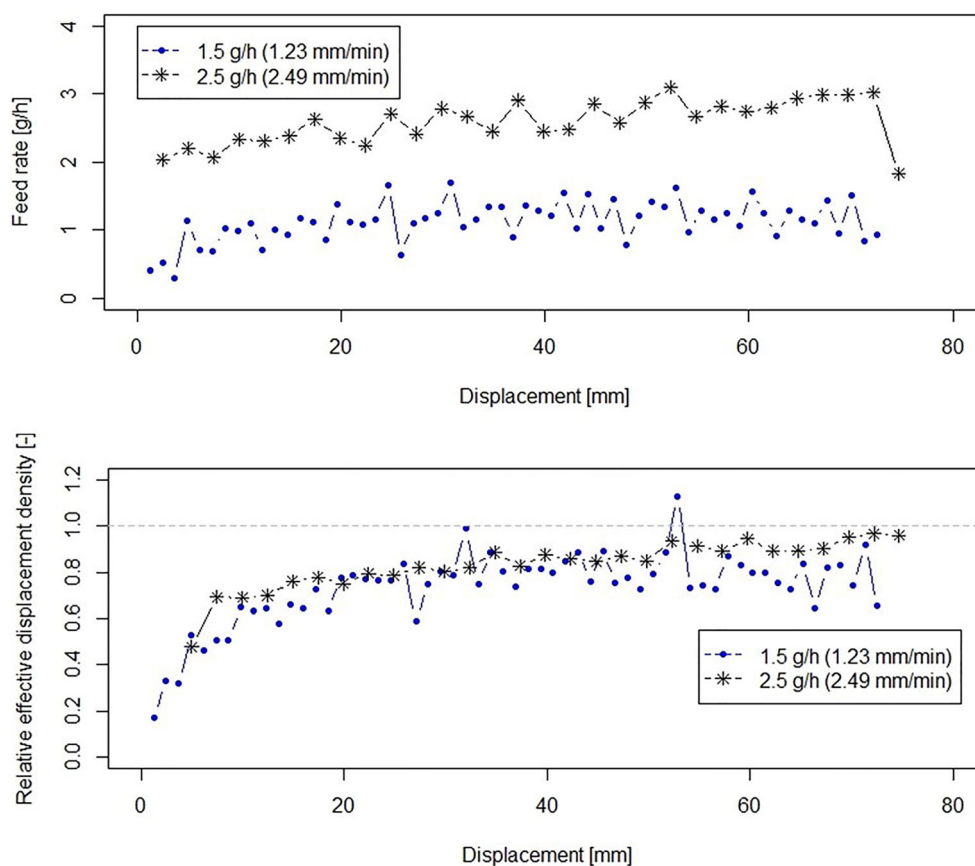 Feed rate [g/h]
4
3
2
1
0
1.5 g/h (1.23 mm/min)
2.5 g/h (2.49 mm/min)
0 20 40 60 80
Displacement [mm]
Relative effective displacement density [-]
1.2
1.0
0.8
0.6
0.4
0.2
0.0
1.5 g/h (1.23 mm/min)
2.5 g/h (2.49 mm/min)
0 20 40 60 80
Displacement [mm]